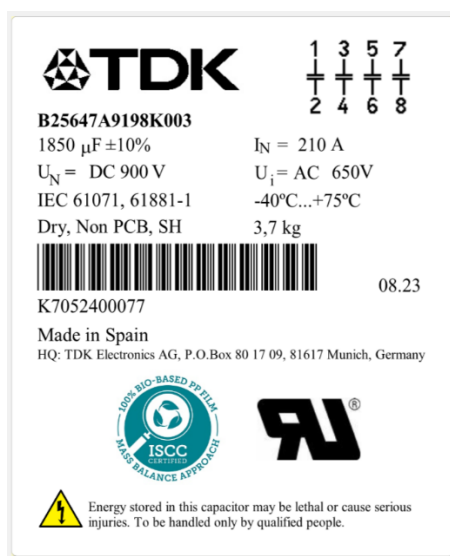 TDK
1 3 5 7
2 4 6 8
B25647A9198K003
1850 µF ±10% IN = 210 A
UN = DC 900 V Ui = AC 650V
IEC 61071, 61881-1 -40ºC...+75ºC
Dry, Non PCB, SH 3,7 kg
08.23
K7052400077
Made in Spain
HQ: TDK Electronics AG, P.O.Box 80 17 09, 81617 Munich, Germany
100% BIO-BASED PP FILM
ISCC
CERTIFIED
MASS BALANCE APPROACH
RU®
Energy stored in this capacitor may be lethal or cause serious
injuries. To be handled only by qualified people.